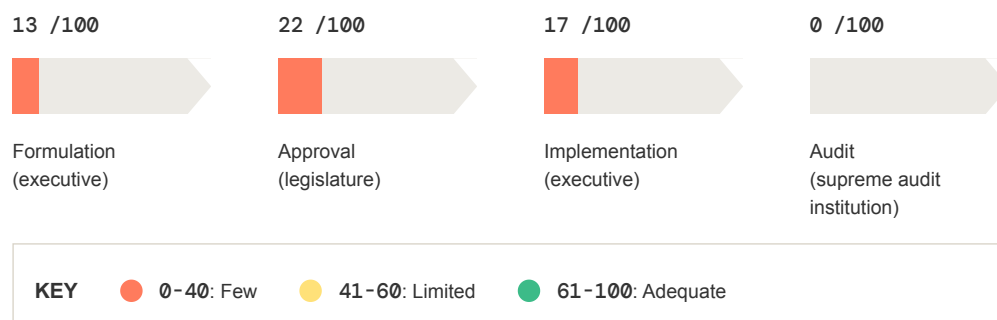 13 /100
22 /100
17 /100
0 /100
Formulation
(executive)
Approval
(legislature)
Implementation
(executive)
Audit
(supreme audit
institution)
KEY 0-40: Few 41-60: Limited 61-100: Adequate